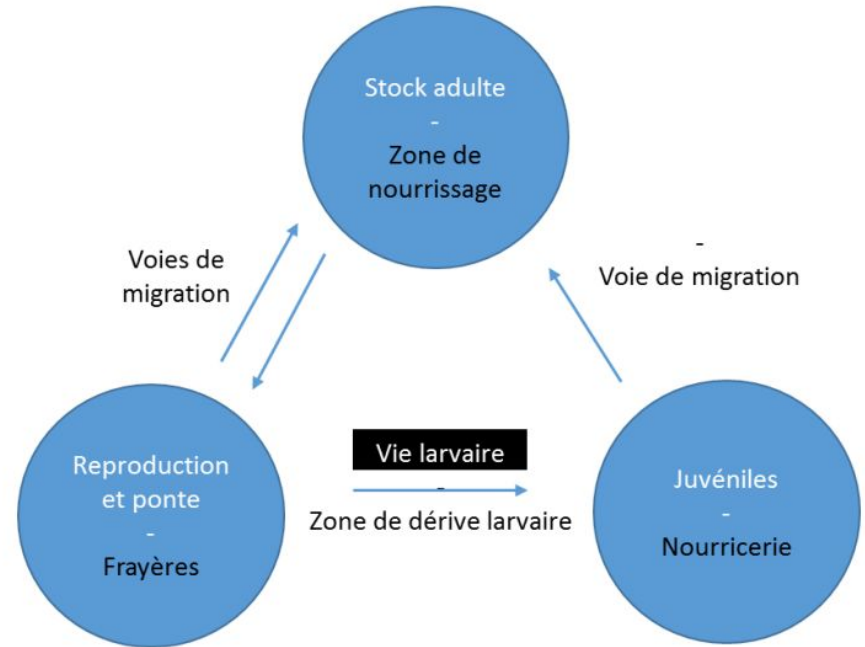 Stock adulte
-
Zone de
nourrissage
Voies de
migration
-
Voie de migration
Reproduction
et ponte
-
Frayères
Vie larvaire
-
Zone de dérive larvaire
Juvéniles
-
Nourricerie